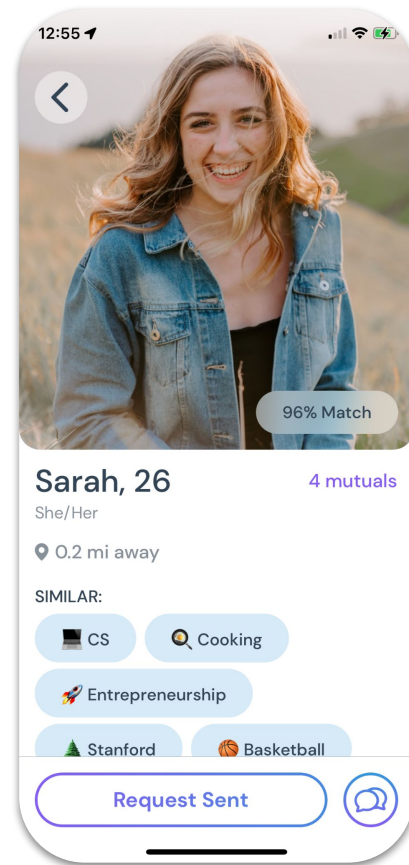 12:55
96% Match
Sarah, 26
4 mutuals
She/Her
0.2 mi away
SIMILAR:
CS
Cooking
Entrepreneurship
Stanford
Basketball
Request Sent